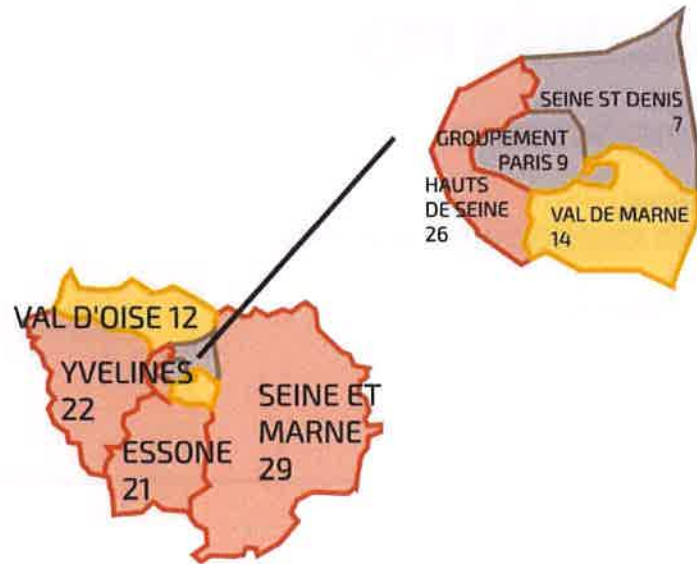 SEINE ST DENIS
7
GROUPEMENT
PARIS 9
HAUTS
DE SEINE
26
VAL DE MARNE
14
VAL D'OISE 12
YVELINES
22
SEINE ET
MARNE
29
ESSONE
21